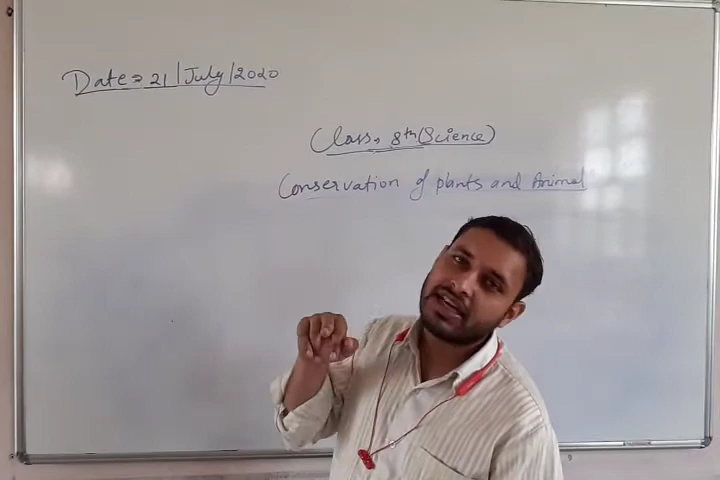 Date= 21/July/2020
Class. 8th (Science)
Conservation of plants and Animal